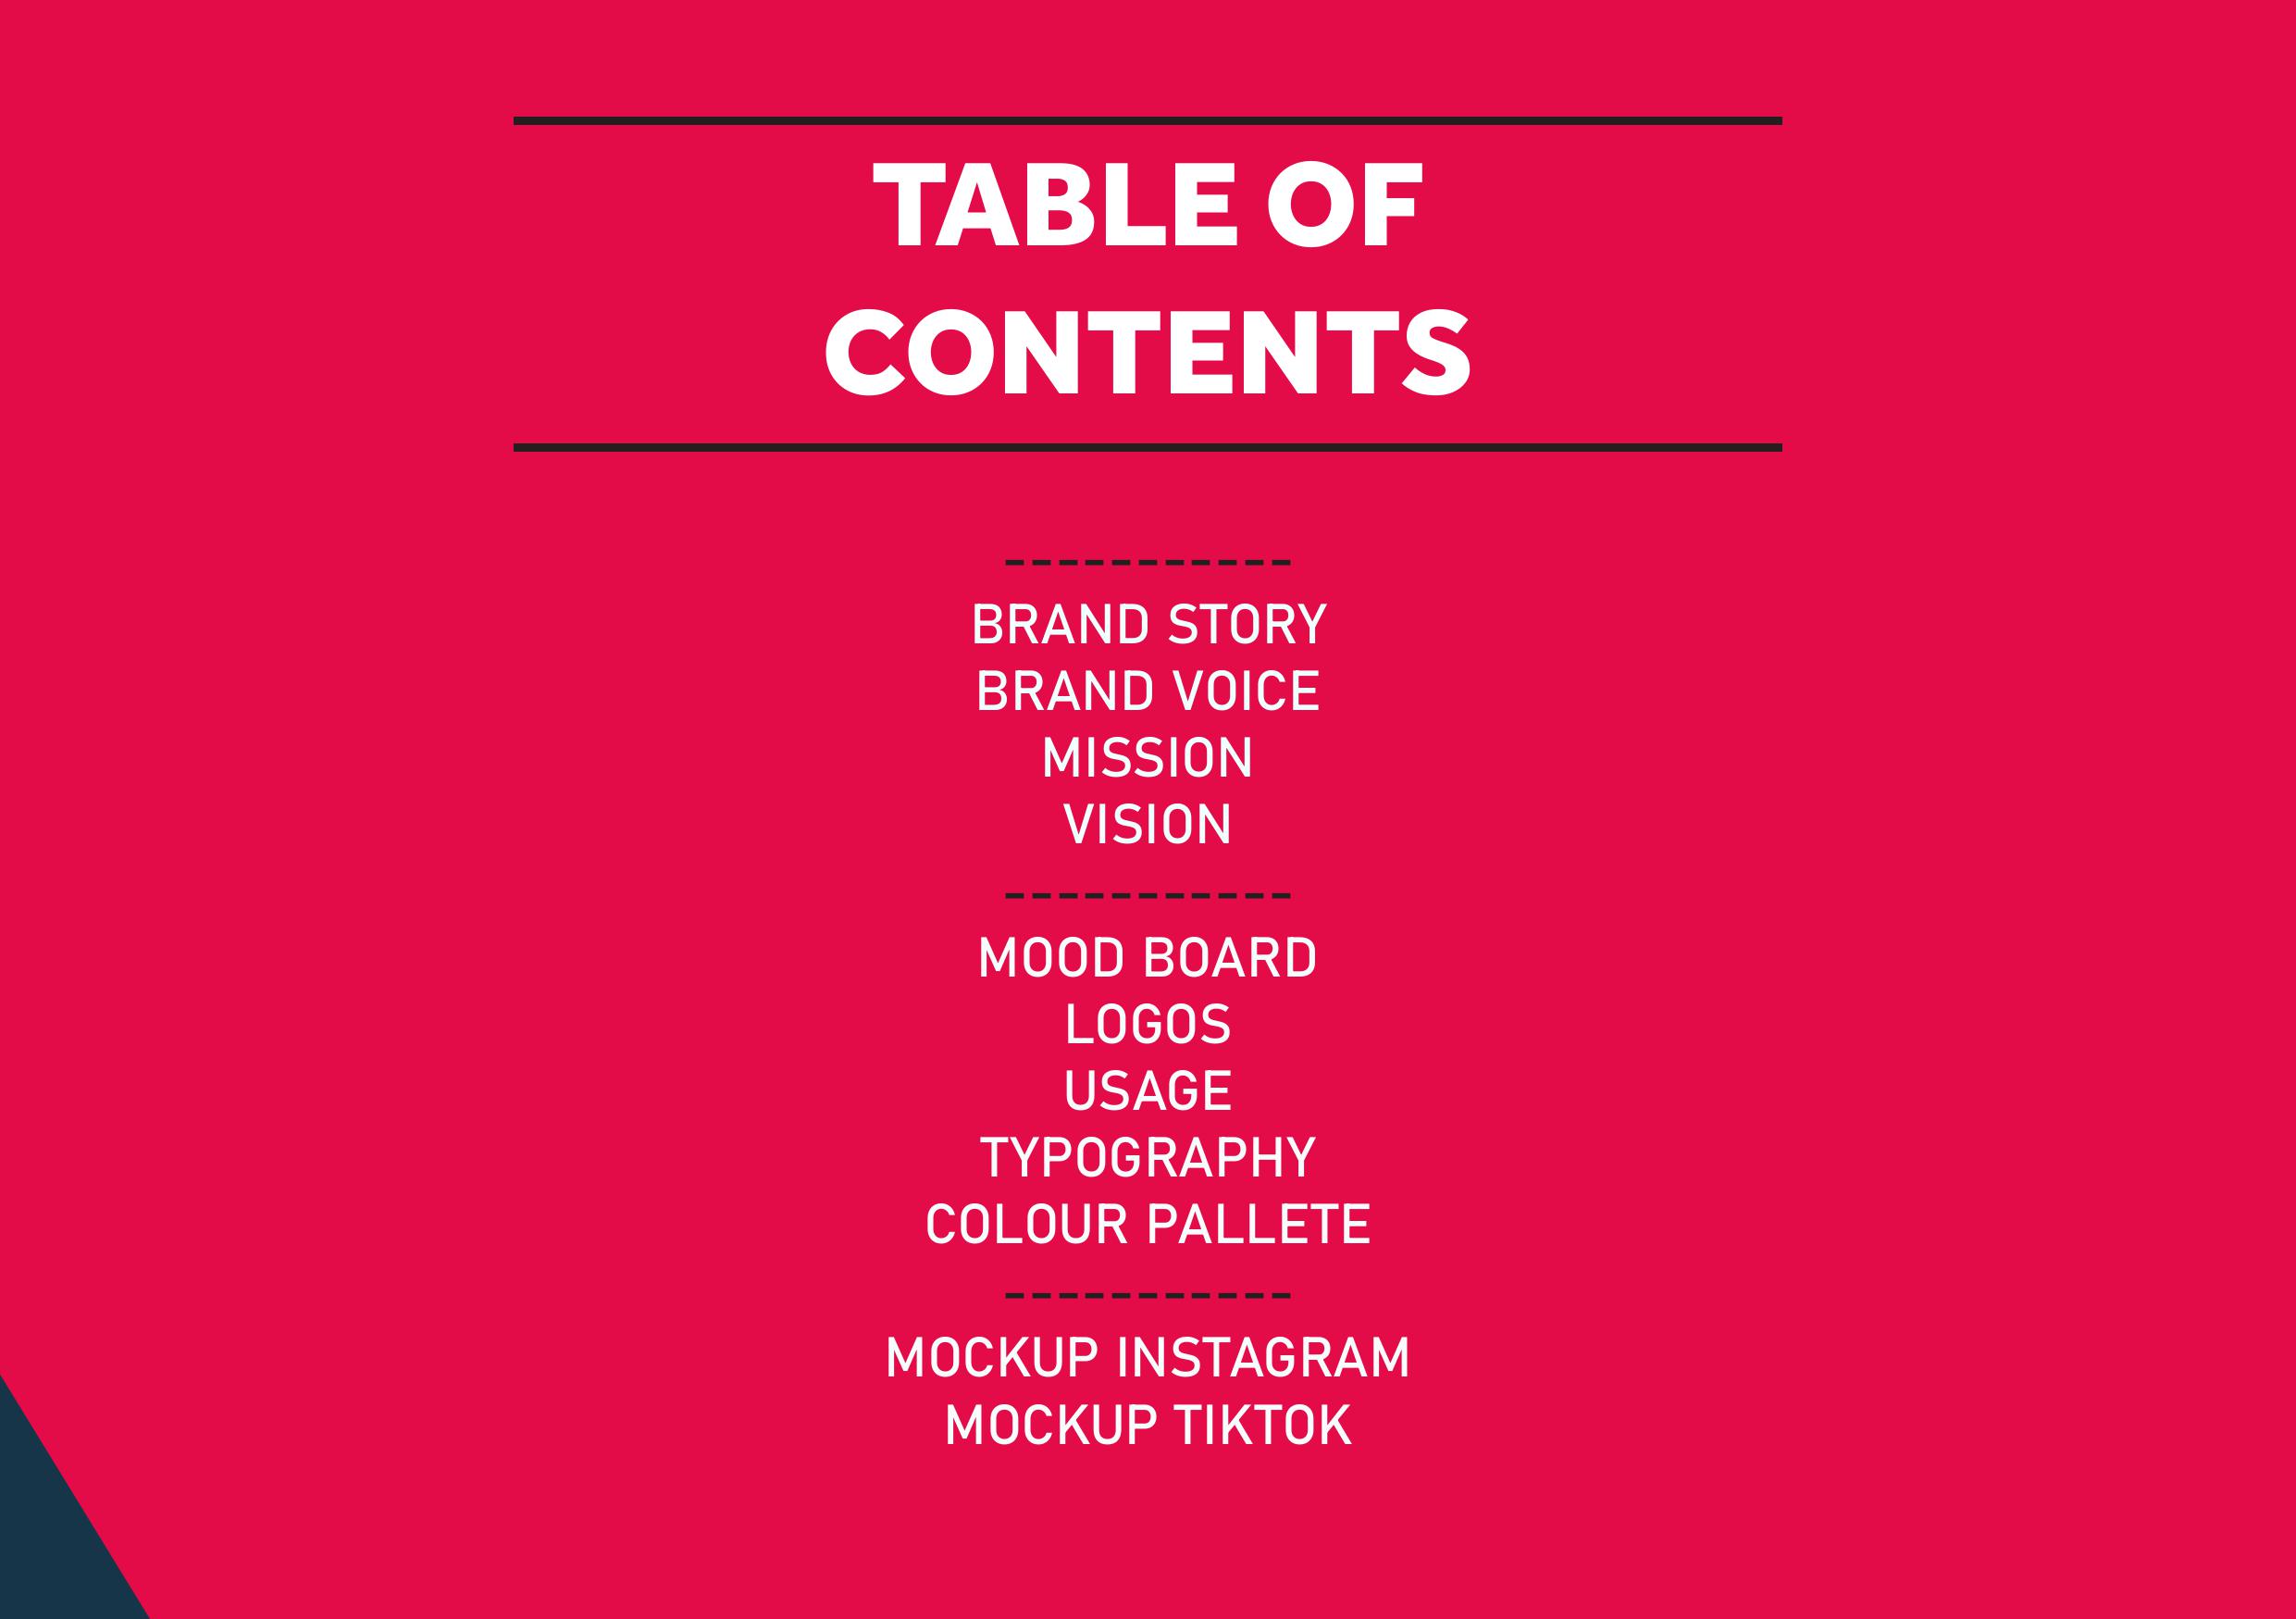 TABLE OF
CONTENTS
BRAND STORY
BRAND VOICE
MISSION
VISION
MOOD BOARD
LOGOS
USAGE
TYPOGRAPHY
COLOUR PALLETE
MOCKUP INSTAGRAM
MOCKUP TIKTOK